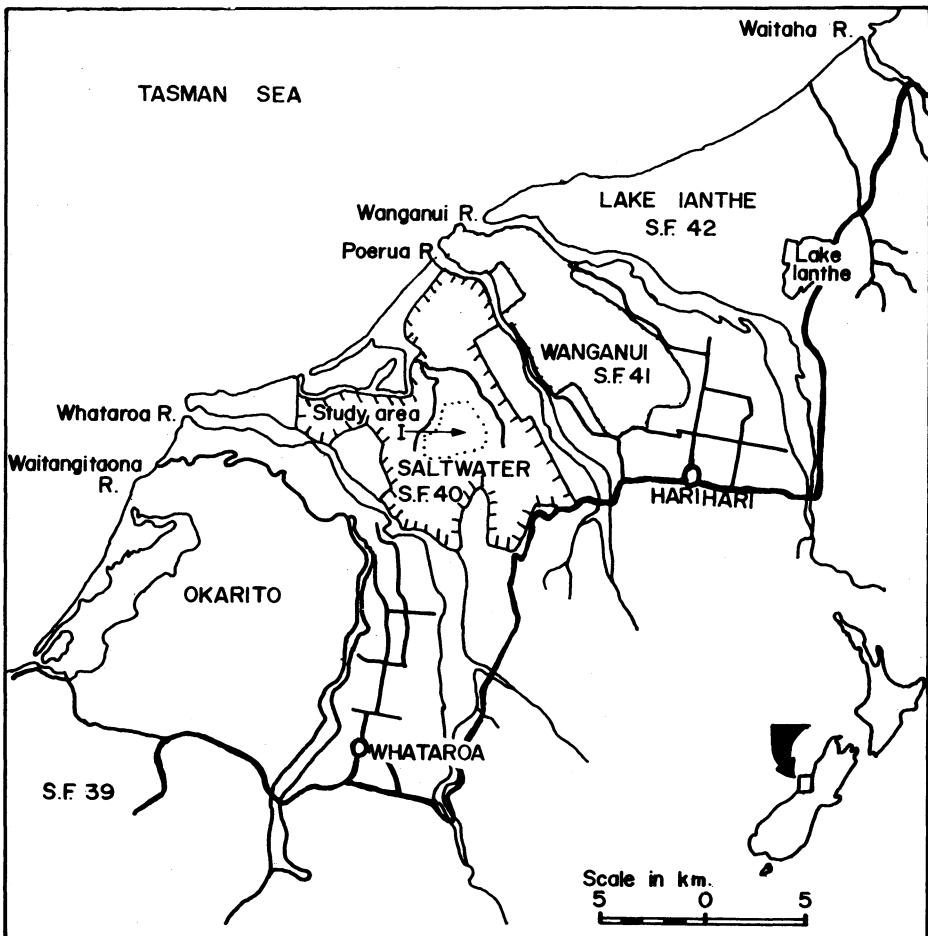 Waitaha R.
TASMAN SEA
LAKE IANTHE
S.F. 42
Wanganui R.
Poerua R
Lake
Ianthe
WANGANUI
S.F. 41
Whataroa R.
Study area
I
Waitangitaona
R.
SALTWATER
S.F. 40
HARIHARI
OKARITO
WHATAROA
S.F. 39
Scale in km.
5 0 5